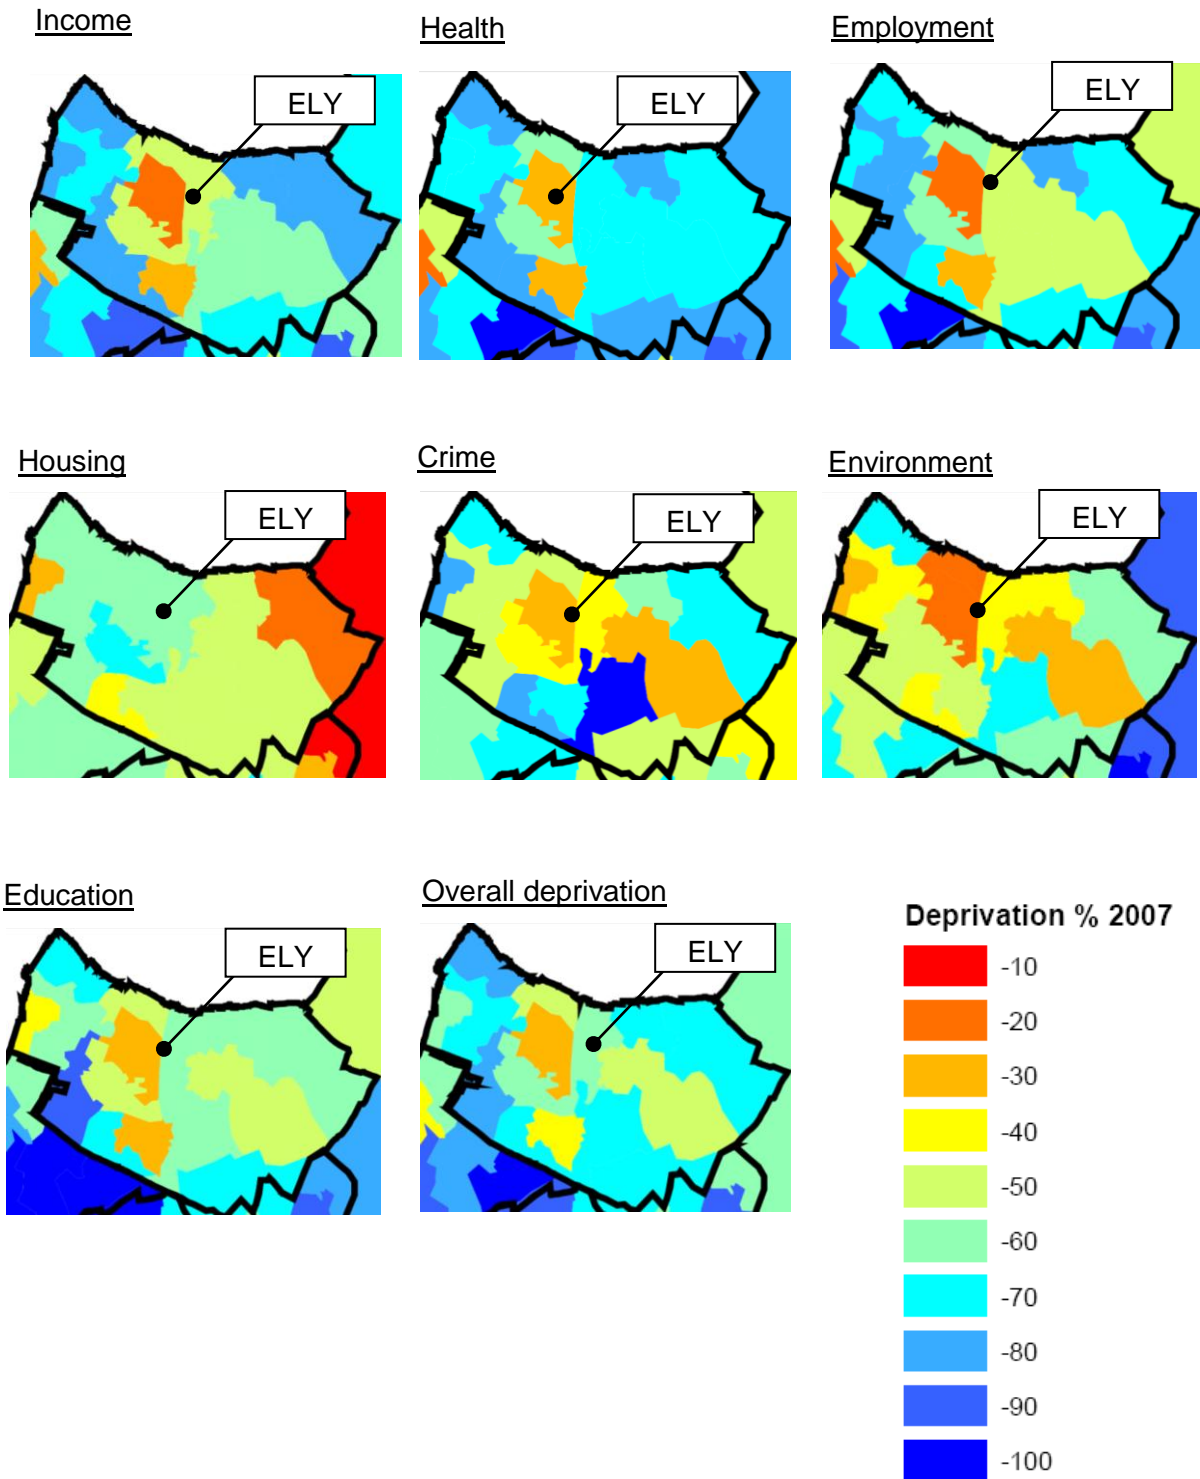 Income
Health
Employment
ELY
ELY
ELY
Housing
Crime
Environment
ELY
ELY
ELY
Education
Overall deprivation
ELY
ELY
Deprivation % 2007
-10
-20
-30
-40
-50
-60
-70
-80
-90
-100